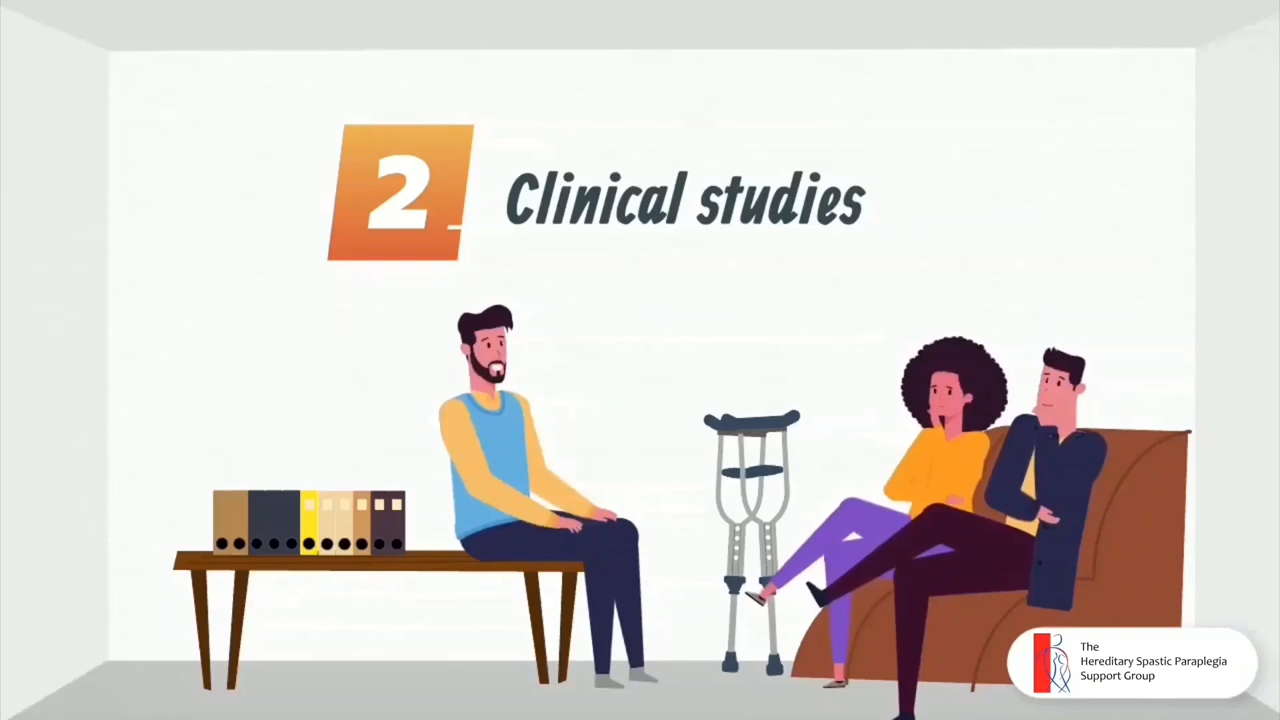 2
Clinical studies
The
Hereditary Spastic Paraplegia
Support Group